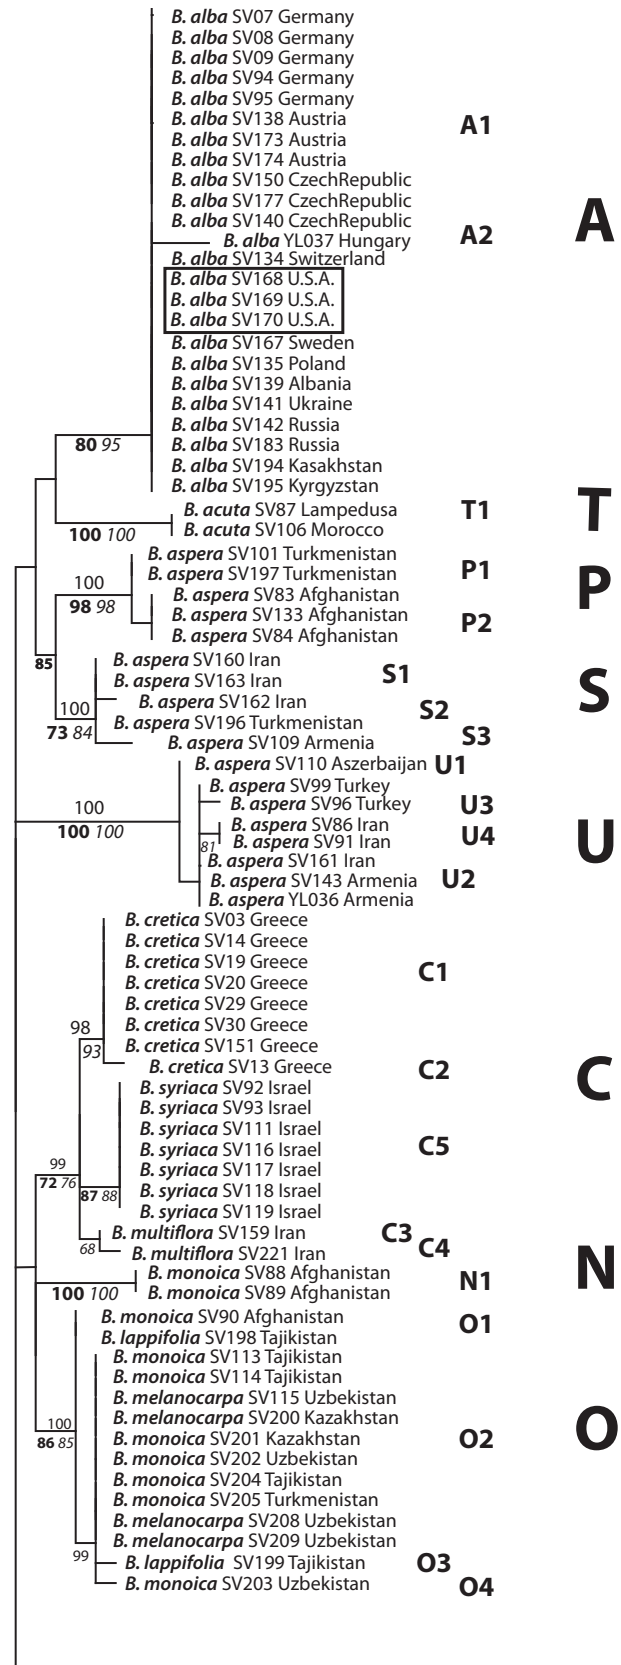 B. alba SV07 Germany
B. alba SV08 Germany
B. alba SV09 Germany
B. alba SV94 Germany
B. alba SV95 Germany
B. alba SV138 Austria
A1
B. alba SV173 Austria
B. alba SV174 Austria
B. alba SV150 CzechRepublic
B. alba SV177 CzechRepublic
A
B. alba SV140 CzechRepublic
B. alba YL037 Hungary
A2
B. alba SV134 Switzerland
B. alba SV168 U.S.A.
B. alba SV169 U.S.A.
B. alba SV170 U.S.A.
B. alba SV167 Sweden
B. alba SV135 Poland
B. alba SV139 Albania
B. alba SV141 Ukraine
B. alba SV142 Russia
80 95
B. alba SV183 Russia
B. alba SV194 Kasakhstan
B. alba SV195 Kyrgyzstan
B. acuta SV87 Lampedusa
T1
T
B. acuta SV106 Morocco
100 100
B. aspera SV101 Turkmenistan
B. aspera SV197 Turkmenistan
P1
P
100
B. aspera SV83 Afghanistan
98 98
B. aspera SV133 Afghanistan
P2
B. aspera SV84 Afghanistan
85
B. aspera SV160 Iran
B. aspera SV163 Iran
S1
S
100
B. aspera SV162 Iran
S2
B. aspera SV196 Turkmenistan
73 84
B. aspera SV109 Armenia
S3
B. aspera SV110 Aszerbaijan
U1
B. aspera SV99 Turkey
B. aspera SV96 Turkey
U3
100
B. aspera SV86 Iran
100 100
B. aspera SV91 Iran
U4
U
81
B. aspera SV161 Iran
B. aspera SV143 Armenia
U2
B. aspera YL036 Armenia
B. cretica SV03 Greece
B. cretica SV14 Greece
B. cretica SV19 Greece
C1
B. cretica SV20 Greece
B. cretica SV29 Greece
B. cretica SV30 Greece
98
B. cretica SV151 Greece
93
B. cretica SV13 Greece
C2
C
B. syriaca SV92 Israel
B. syriaca SV93 Israel
B. syriaca SV111 Israel
B. syriaca SV116 Israel
C5
99
B. syriaca SV117 Israel
72 76
B. syriaca SV118 Israel
87 88
B. syriaca SV119 Israel
B. multiflora SV159 Iran
C3
68
B. multiflora SV221 Iran
C4
B. monoica SV88 Afghanistan
N1
N
B. monoica SV89 Afghanistan
100 100
B. monoica SV90 Afghanistan
O1
B. lappifolia SV198 Tajikistan
B. monoica SV113 Tajikistan
B. monoica SV114 Tajikistan
B. melanocarpa SV115 Uzbekistan
B. melanocarpa SV200 Kazakhstan
100
B. monoica SV201 Kazakhstan
O2
O
86 85
B. monoica SV202 Uzbekistan
B. monoica SV204 Tajikistan
B. monoica SV205 Turkmenistan
B. melanocarpa SV208 Uzbekistan
B. melanocarpa SV209 Uzbekistan
99
B. lappifolia SV199 Tajikistan
O3
B. monoica SV203 Uzbekistan
O4